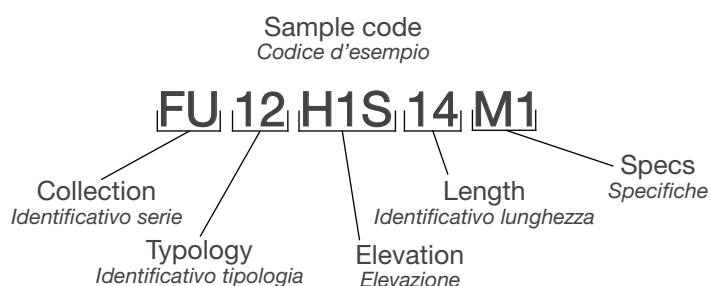 Sample code
Codice d'esempio
FU 12 H1S 14 M1
Collection
Identificativo serie
Typology
Identificativo tipologia
Elevation
Elevazione
Length
Identificativo lunghezza
Specs
Specifiche